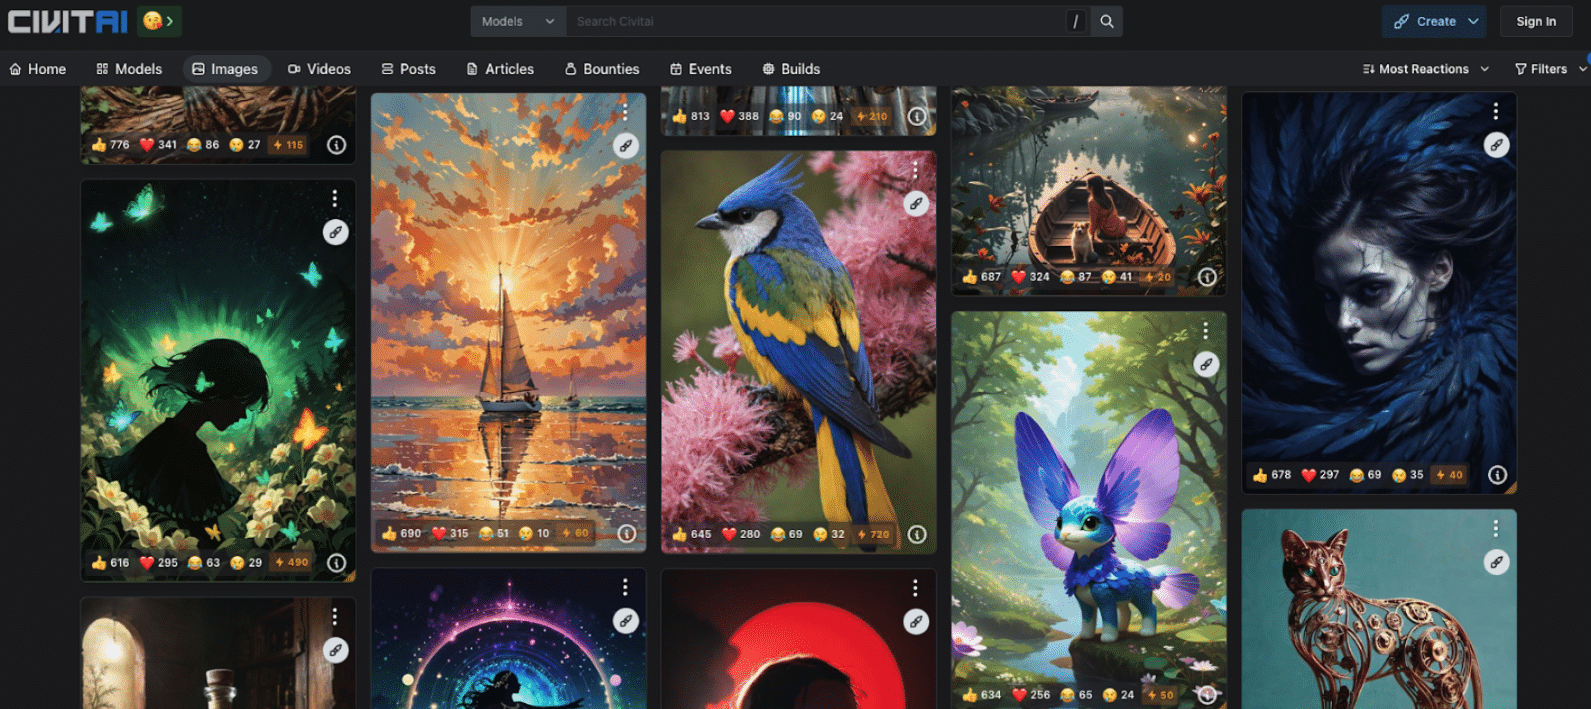 CIVITAI
Models
Search Civitai
/
Create
Sign In
Home
Models
Images
Videos
Posts
Articles
Bounties
Events
Builds
Most Reactions
Filters
776 341 86 27 115
813 388 90 24 210
687 324 87 41 20
678 297 69 35 40
690 315 51 10 60
645 280 69 32 720
616 295 63 29 490
634 256 65 24 50